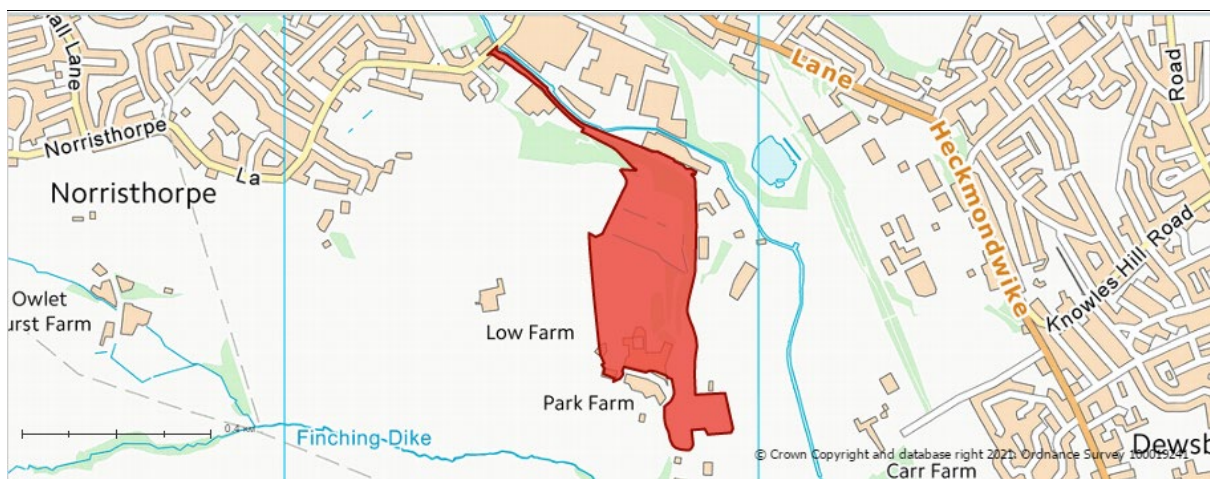 all Lane
Norristhorpe
La
Norristhorpe
Owlet
urst Farm
Low Farm
Park Farm
Finching Dike
Lane
Heckmondwike
Road
Knowles Hill Road
Dewsb
Carr Farm
© Crown Copyright and database right 2021. Ordnance Survey 100019241